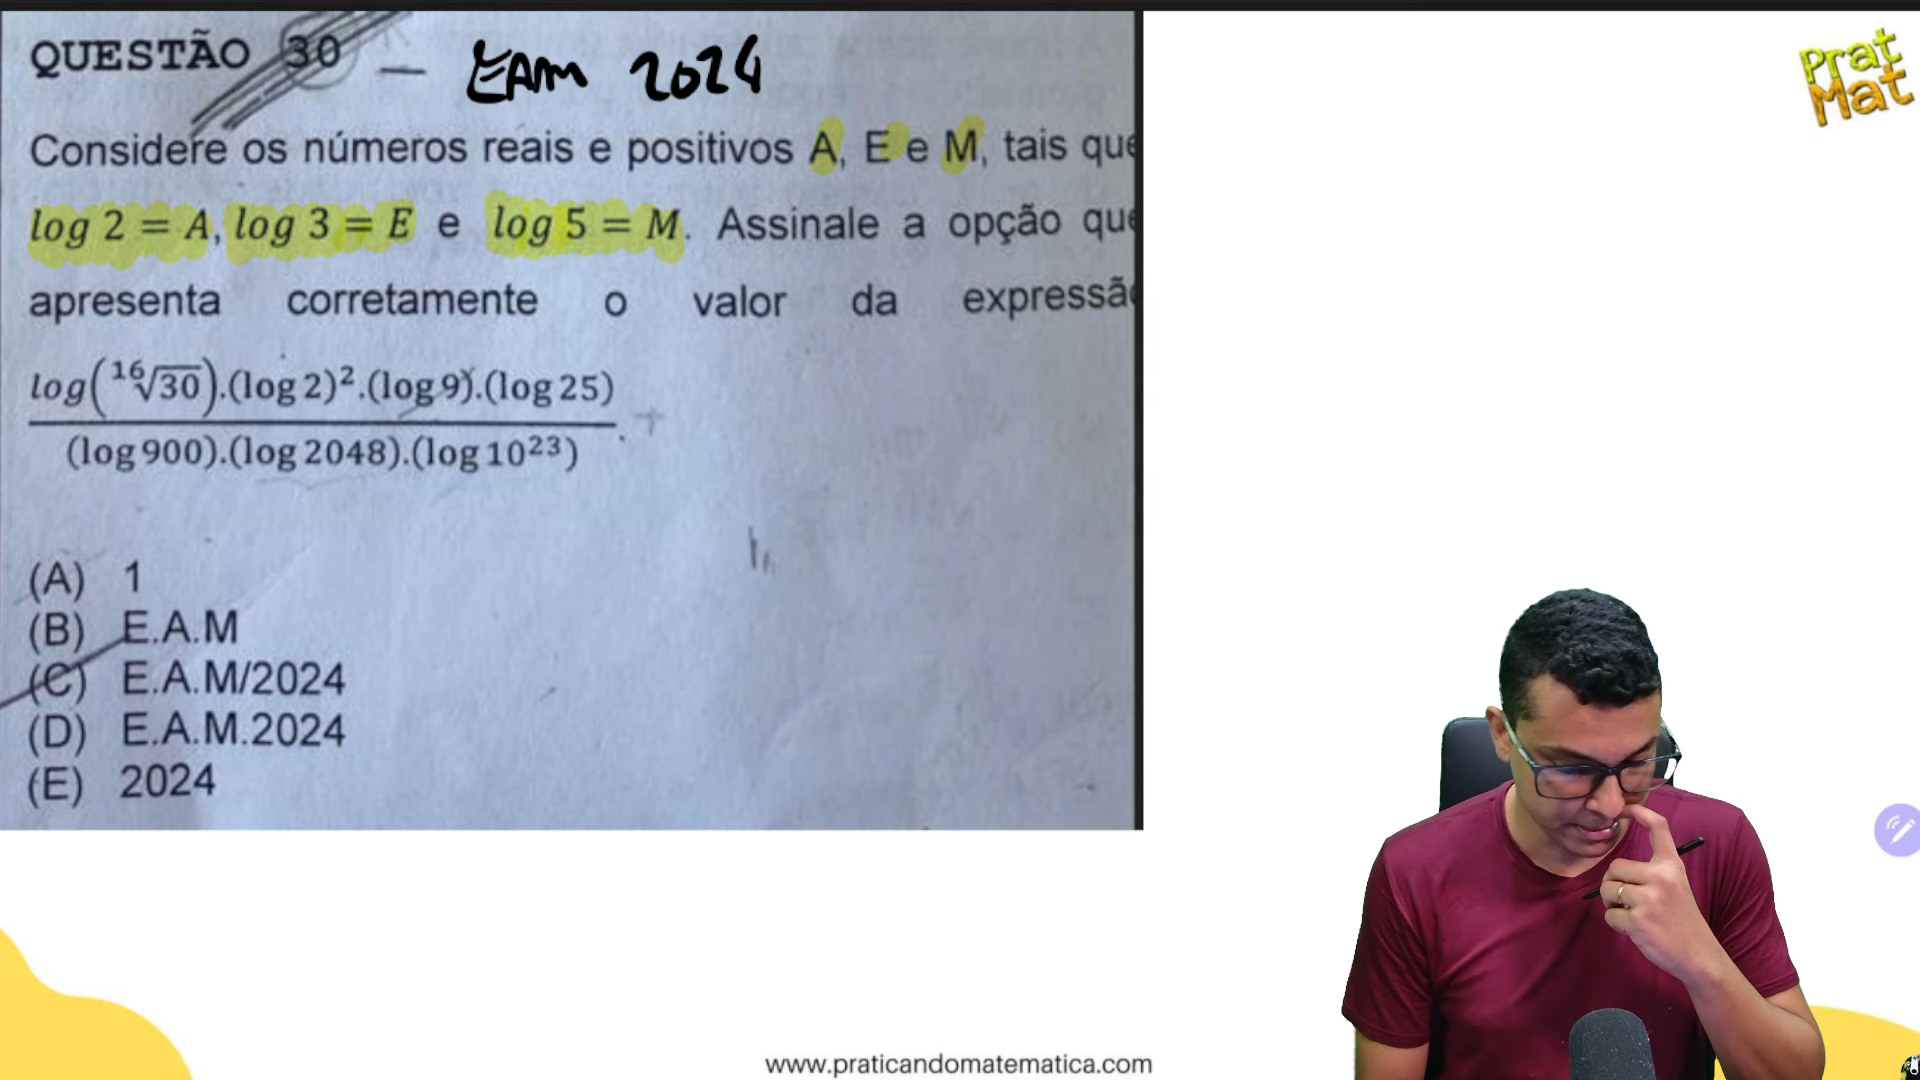 QUESTÃO 30 — EAM 2024
Prat
Mat
Considere os números reais e positivos A, E e M, tais que
log 2 = A, log 3 = E e log 5 = M. Assinale a opção que
apresenta corretamente o valor da expressão
log(¹⁶√30).(log 2)².(log 9).(log 25)
(log 900).(log 2048).(log 10²³)
(A) 1
(B) E.A.M
(C) E.A.M/2024
(D) E.A.M.2024
(E) 2024
www.praticandomatematica.com